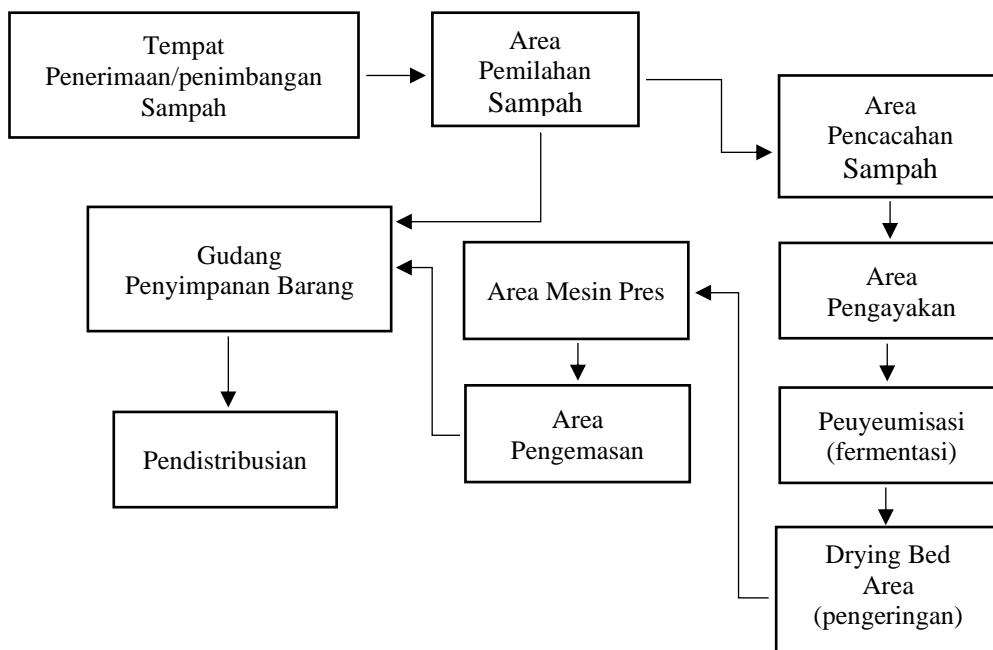 Tempat
Penerimaan/penimbangan
Sampah
Area
Pemilahan
Sampah
Area
Pencacahan
Sampah
Gudang
Penyimpanan Barang
Area Mesin Pres
Area
Pengayakan
Pendistribusian
Area
Pengemasan
Peuyeumisasi
(fermentasi)
Drying Bed
Area
(pengeringan)